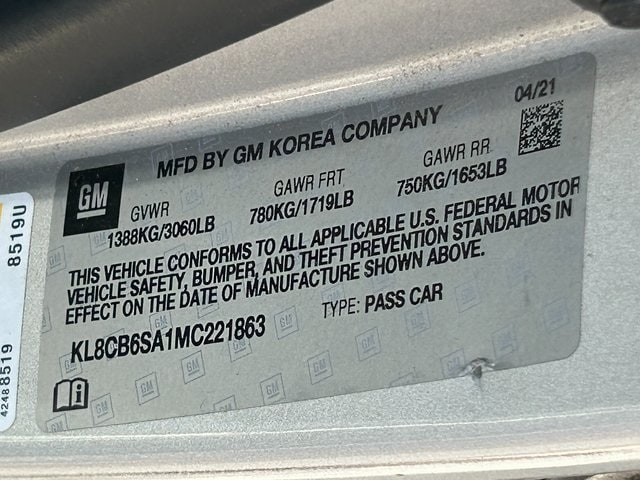 04/21
MFD BY GM KOREA COMPANY
GM
GVWR GAWR FRT GAWR RR
1388KG/3060LB 780KG/1719LB 750KG/1653LB
THIS VEHICLE CONFORMS TO ALL APPLICABLE U.S. FEDERAL MOTOR
VEHICLE SAFETY, BUMPER, AND THEFT PREVENTION STANDARDS IN
EFFECT ON THE DATE OF MANUFACTURE SHOWN ABOVE.
KL8CB6SA1MC221863 TYPE: PASS CAR
8519U
42488519